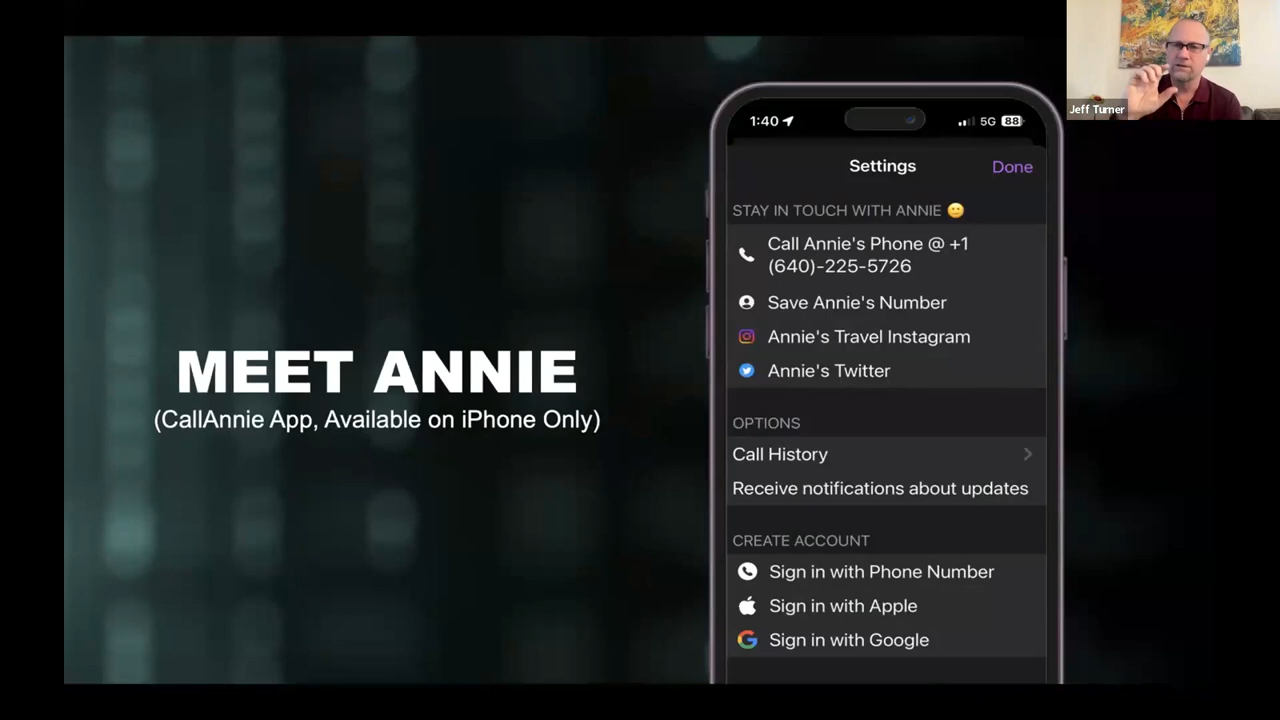 Jeff Turner
MEET ANNIE
(CallAnnie App, Available on iPhone Only)
1:40
5G 88
Settings
Done
STAY IN TOUCH WITH ANNIE 🫤
Call Annie's Phone @ +1
(640)-225-5726
Save Annie's Number
Annie's Travel Instagram
Annie's Twitter
OPTIONS
Call History
Receive notifications about updates
CREATE ACCOUNT
Sign in with Phone Number
Sign in with Apple
Sign in with Google